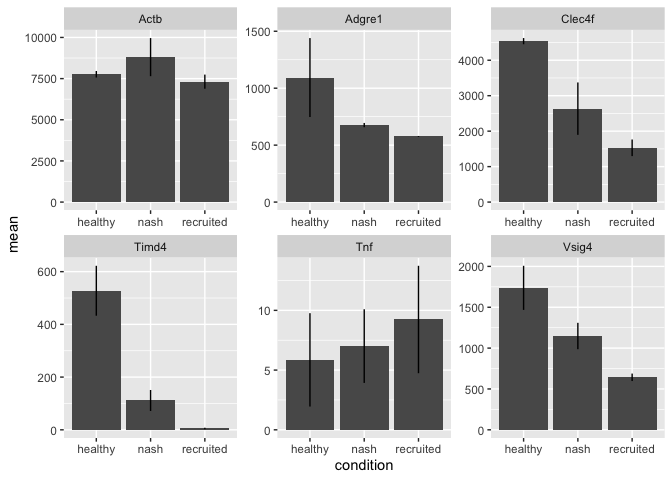 Actb
Adgre1
Clec4f
10000
7500
5000
2500
0
1500
1000
500
0
4000
3000
2000
1000
0
healthy nash recruited
healthy nash recruited
healthy nash recruited
mean
Timd4
Tnf
Vsig4
600
400
200
0
10
5
0
2000
1500
1000
500
0
healthy nash recruited
healthy nash recruited
healthy nash recruited
condition